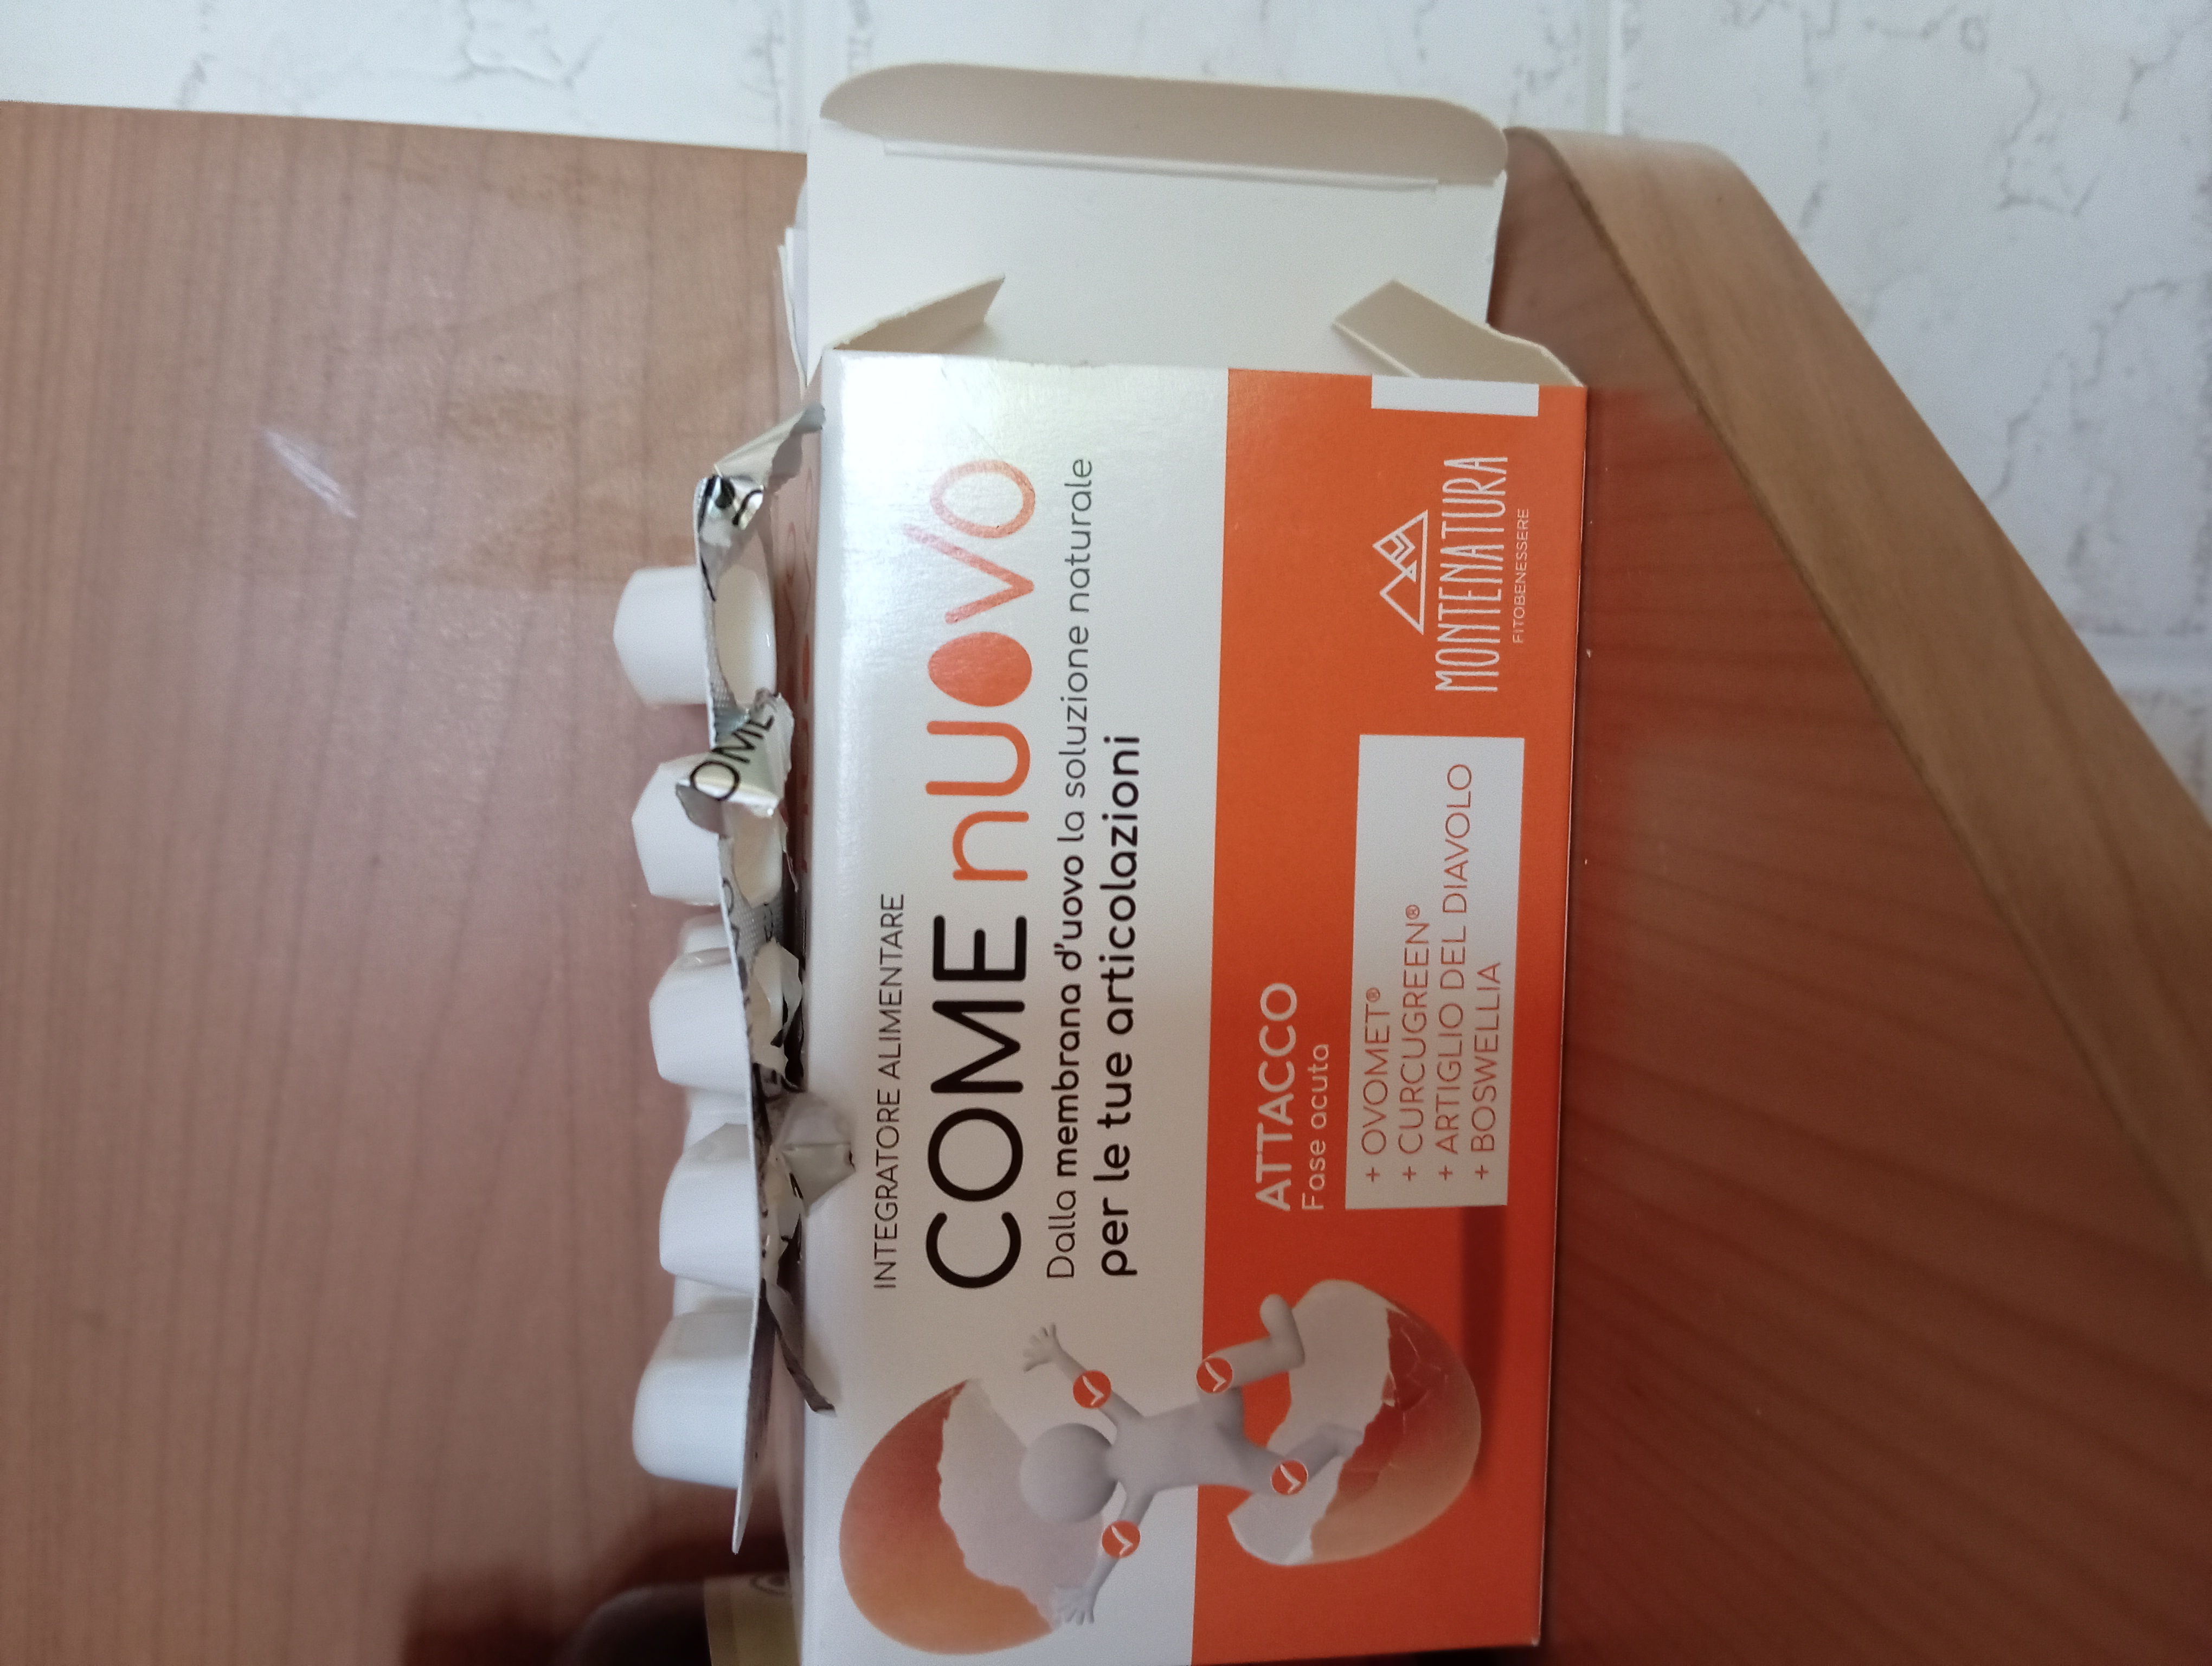 INTEGRATORE ALIMENTARE
COME nuovo
Dalla membrana d'uovo la soluzione naturale
per le tue articolazioni
ATTACCO
Fase acuta
+ OVOMET®
+ CURCUGREEN®
+ ARTIGLIO DEL DIAVOLO
+ BOSWELLIA
MONTENATURA
FITOBENESSERE
OME